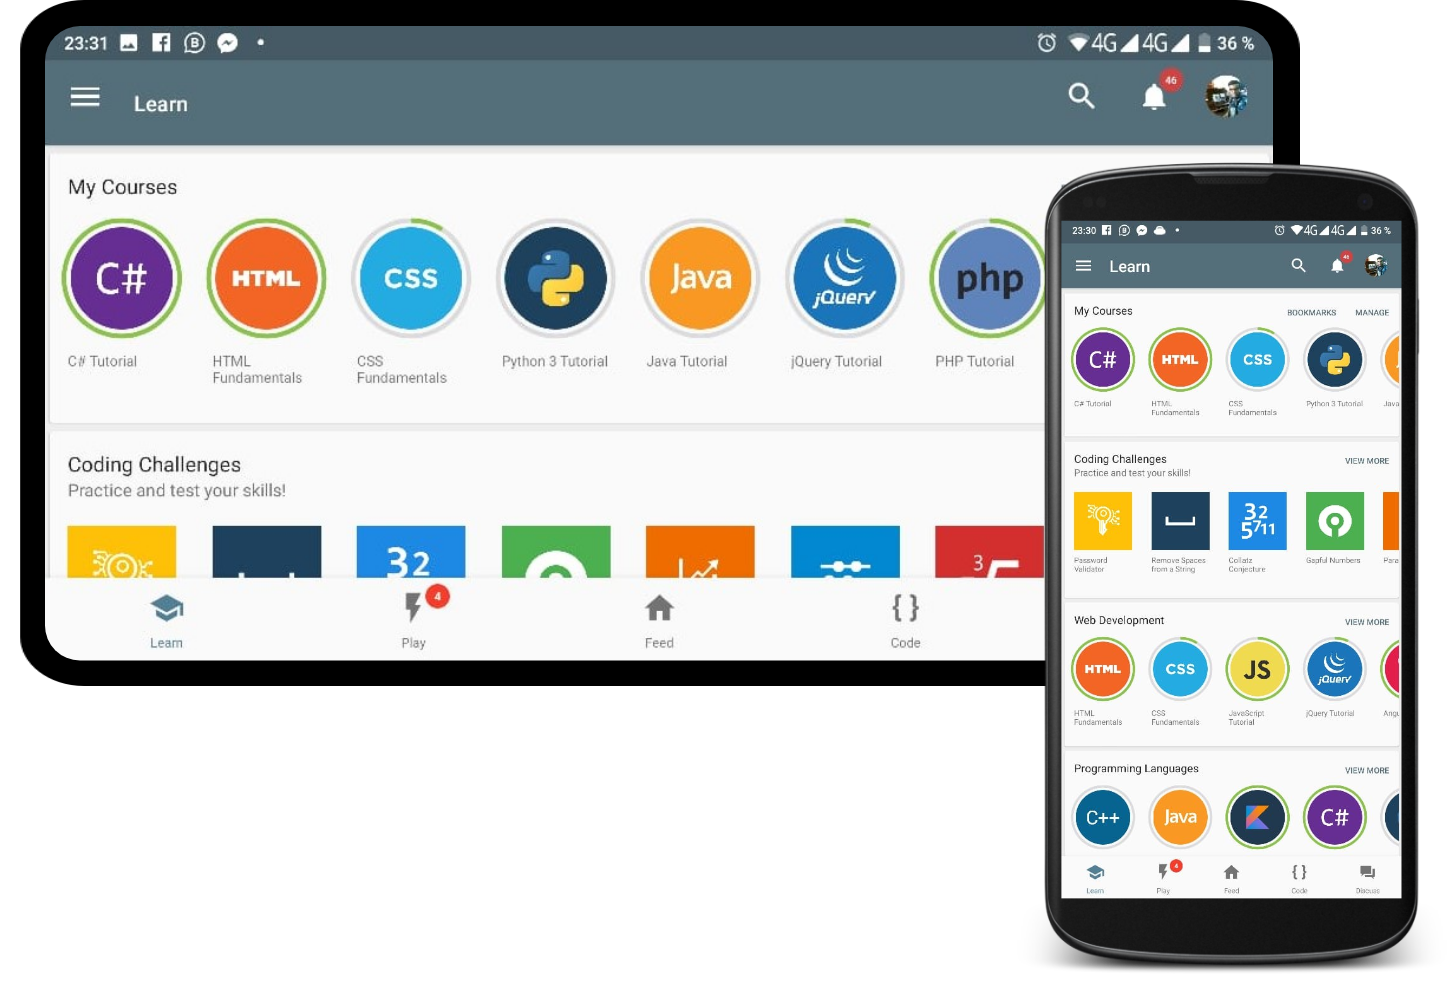 23:31
4G 4G 36 %
Learn
46
My Courses
C# HTML CSS Java jQuery php
C# Tutorial
HTML
Fundamentals
CSS
Fundamentals
Python 3 Tutorial
Java Tutorial
jQuery Tutorial
PHP Tutorial
Coding Challenges
Practice and test your skills!
32
3
4
Learn
Play
Feed
{ }
Code
23:30
4G 4G 36 %
Learn
46
My Courses
BOOKMARKS MANAGE
C# HTML CSS
C# Tutorial
HTML
Fundamentals
CSS
Fundamentals
Python 3 Tutorial
Java
Coding Challenges
VIEW MORE
Practice and test your skills!
32
5711
Password
Validator
Remove Spaces
from a String
Collatz
Conjecture
Gapful Numbers
Para
Web Development
VIEW MORE
HTML CSS JS jQuery
HTML
Fundamentals
CSS
Fundamentals
JavaScript
Tutorial
jQuery Tutorial
Angu
Programming Languages
VIEW MORE
C++ Java C#
4
Learn
Play
Feed
{ }
Code
Discuss